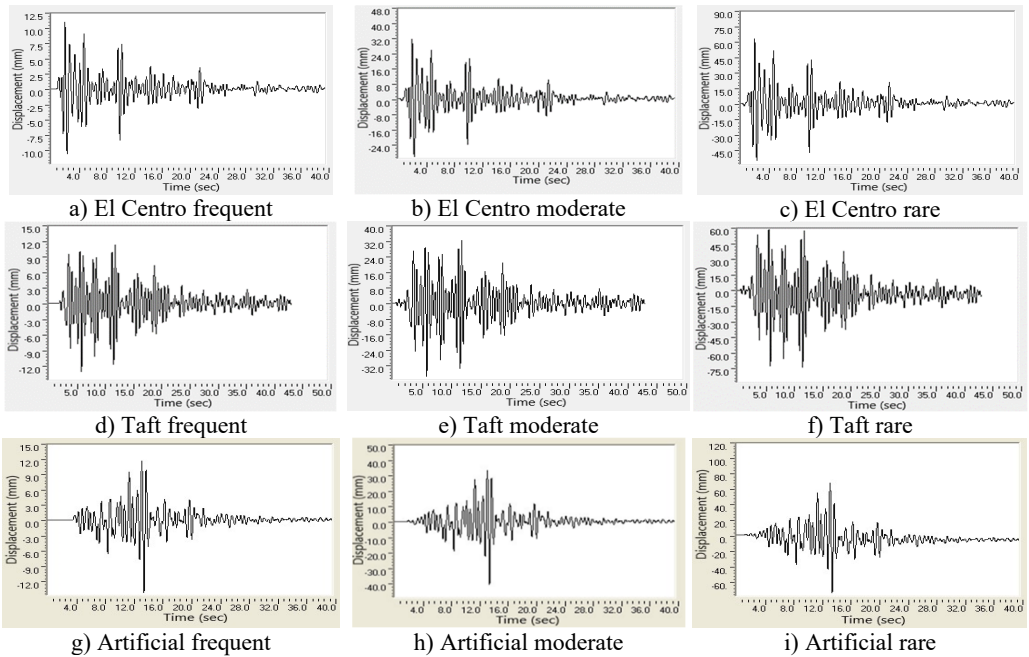 Displacement (mm)
12.5
10.0
7.5
5.0
2.5
0.0
-2.5
-5.0
-7.5
-10.0
4.0 8.0 12.0 16.0 20.0 24.0 28.0 32.0 36.0 40.0
Time (sec)
a) El Centro frequent
Displacement (mm)
48.0
40.0
32.0
24.0
16.0
8.0
0.0
-8.0
-16.0
-24.0
4.0 8.0 12.0 16.0 20.0 24.0 28.0 32.0 36.0 40.0
Time (sec)
b) El Centro moderate
Displacement (mm)
90.0
75.0
60.0
45.0
30.0
15.0
0.0
-15.0
-30.0
-45.0
4.0 8.0 12.0 16.0 20.0 24.0 28.0 32.0 36.0 40.0
Time (sec)
c) El Centro rare
Displacement (mm)
15.0
12.0
9.0
6.0
3.0
0.0
-3.0
-6.0
-9.0
-12.0
5.0 10.0 15.0 20.0 25.0 30.0 35.0 40.0 45.0 50.0
Time (sec)
d) Taft frequent
Displacement (mm)
40.0
32.0
24.0
16.0
8.0
0.0
-8.0
-16.0
-24.0
-32.0
5.0 10.0 15.0 20.0 25.0 30.0 35.0 40.0 45.0 50.0
Time (sec)
e) Taft moderate
Displacement (mm)
60.0
45.0
30.0
15.0
0.0
-15.0
-30.0
-45.0
-60.0
-75.0
5.0 10.0 15.0 20.0 25.0 30.0 35.0 40.0 45.0 50.0
Time (sec)
f) Taft rare
Displacement (mm)
15.0
12.0
9.0
6.0
3.0
0.0
-3.0
-6.0
-9.0
-12.0
4.0 8.0 12.0 16.0 20.0 24.0 28.0 32.0 36.0 40.0
Time (sec)
g) Artificial frequent
Displacement (mm)
50.0
40.0
30.0
20.0
10.0
0.0
-10.0
-20.0
-30.0
-40.0
4.0 8.0 12.0 16.0 20.0 24.0 28.0 32.0 36.0 40.0
Time (sec)
h) Artificial moderate
Displacement (mm)
120.
100.
80.
60.
40.
20.
0.
-20.
-40.
-60.
4.0 8.0 12.0 16.0 20.0 24.0 28.0 32.0 36.0 40.0
Time (sec)
i) Artificial rare